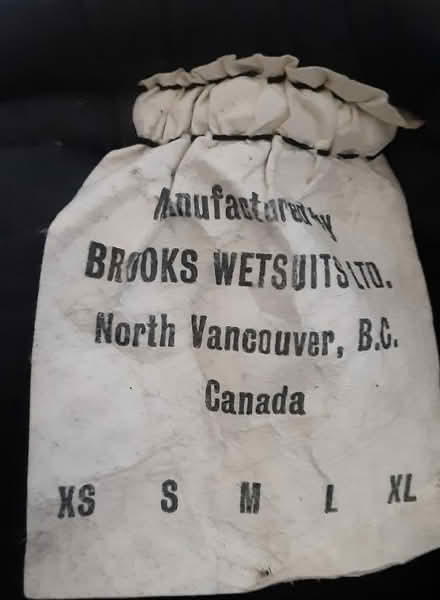 Manufactured by
BROOKS WETSUITS LTD.
North Vancouver, B.C.
Canada
XS S M L XL